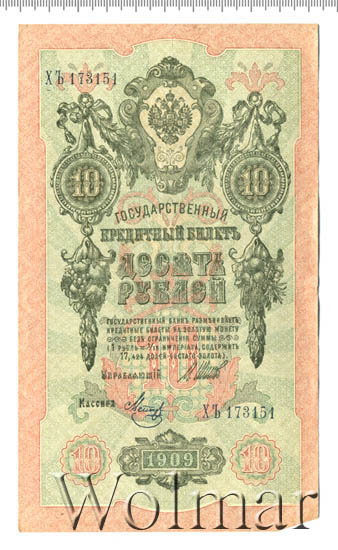 ХЪ 173151
10 10
ГОСУДАРСТВЕННЫЙ
КРЕДИТНЫЙ БИЛЕТЪ
ДЕСЯТЬ
РУБЛЕЙ
ГОСУДАРСТВЕННЫЙ БАНКЪ РАЗМѢНИВАЕТЪ
КРЕДИТНЫЕ БИЛЕТЫ НА ЗОЛОТУЮ МОНЕТУ
БЕЗЪ ОГРАНИЧЕНІЯ СУММЫ
(1 РУБЛЬ = 1/15 ИМПЕРІАЛА, СОДЕРЖИТЪ
17,424 ДОЛЕЙ ЧИСТАГО ЗОЛОТА).
Управляющій
10
Кассиръ
ХЪ 173151
10 1909 10
Wolmar